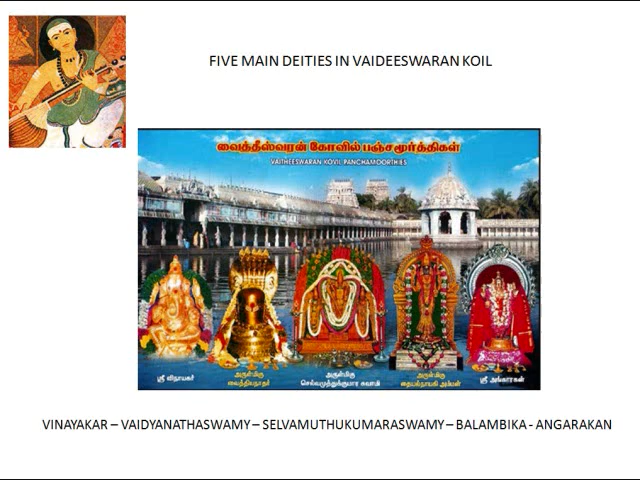 FIVE MAIN DEITIES IN VAIDEESWARAN KOIL
வைத்தீஸ்வரன் கோவில் பஞ்சமூர்த்திகள்
VAITHEESWARAN KOVIL PANCHAMOORTHIES
ஸ்ரீ விநாயகர்
அருள்மிரு
வைத்தியநாதர்
அருள்மிரு
செல்வமுத்துக்குமார சுவாமி
அருள்மிரு
தையல்நாயகி அம்மன்
ஸ்ரீ அங்காரகன்
VINAYAKAR – VAIDYANATHASWAMY – SELVAMUTHUKUMARASWAMY – BALAMBIKA - ANGARAKAN